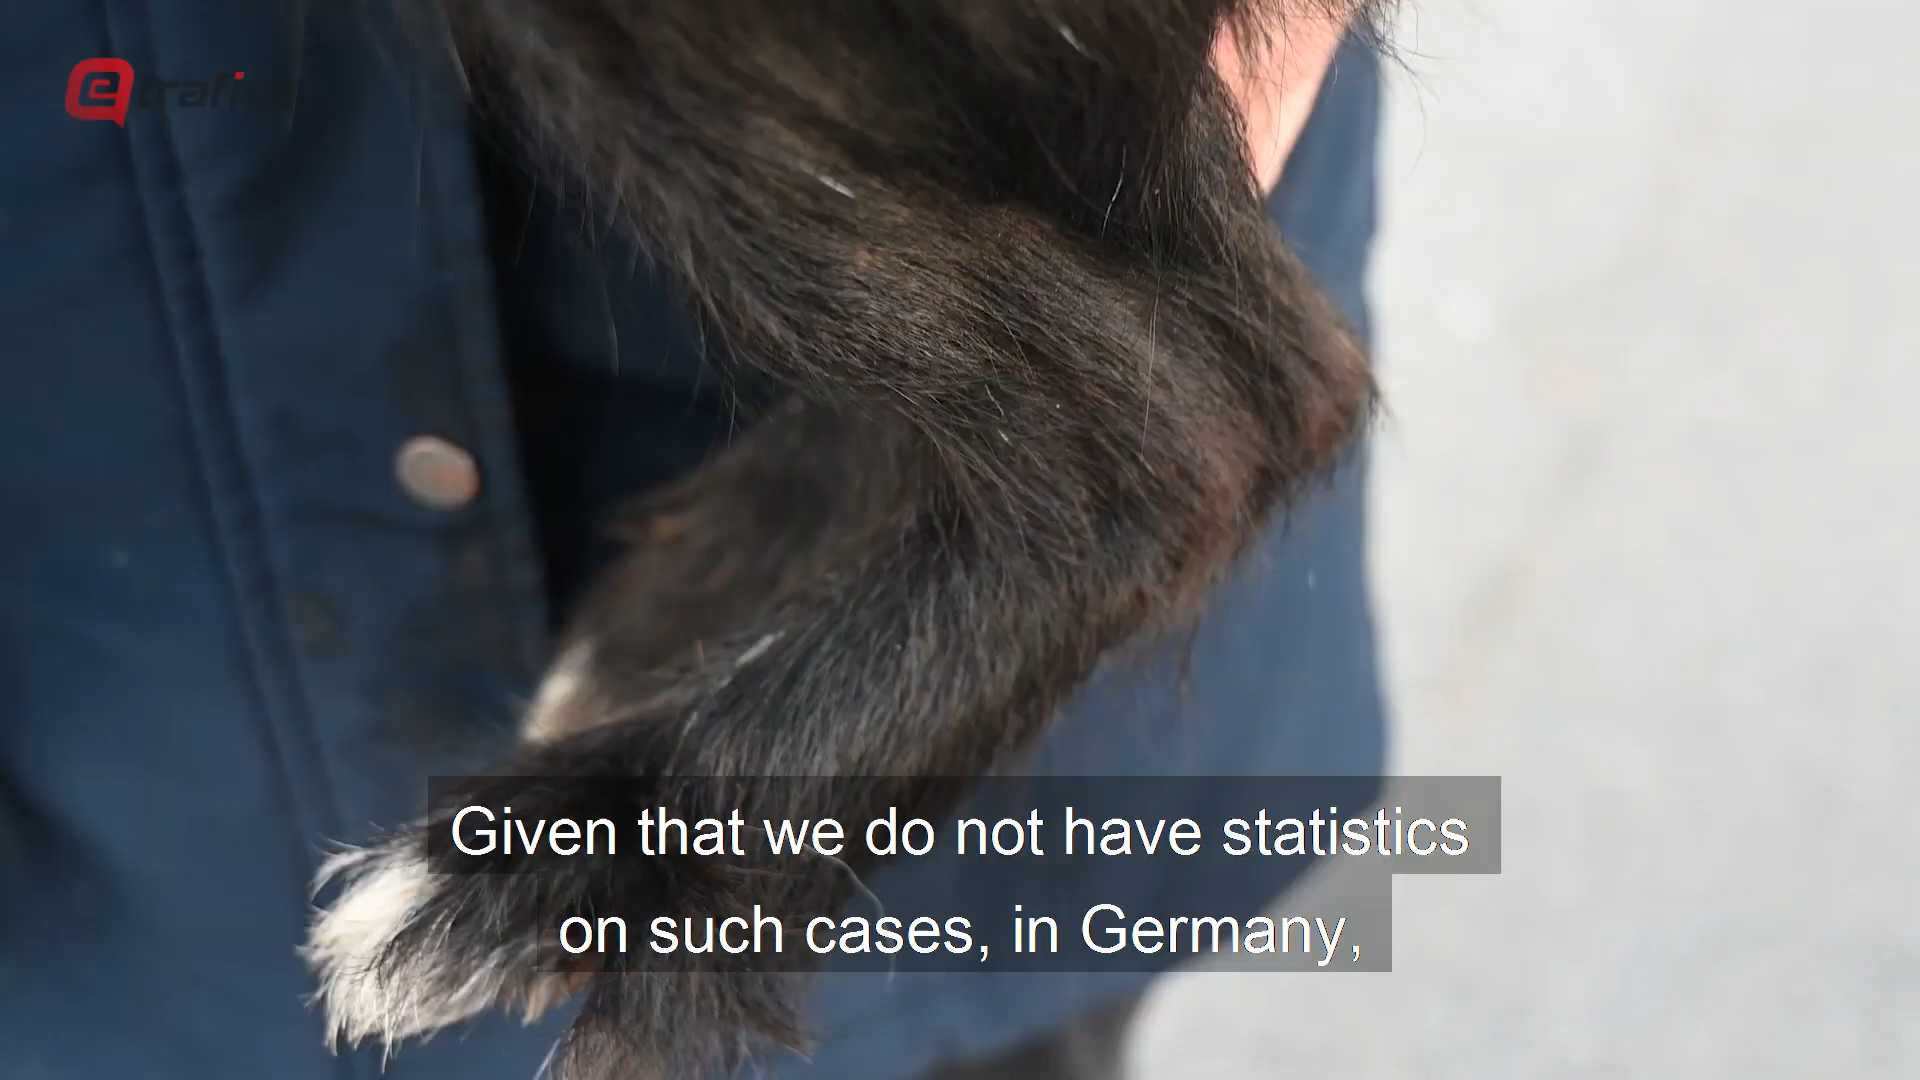 Given that we do not have statistics
on such cases, in Germany,